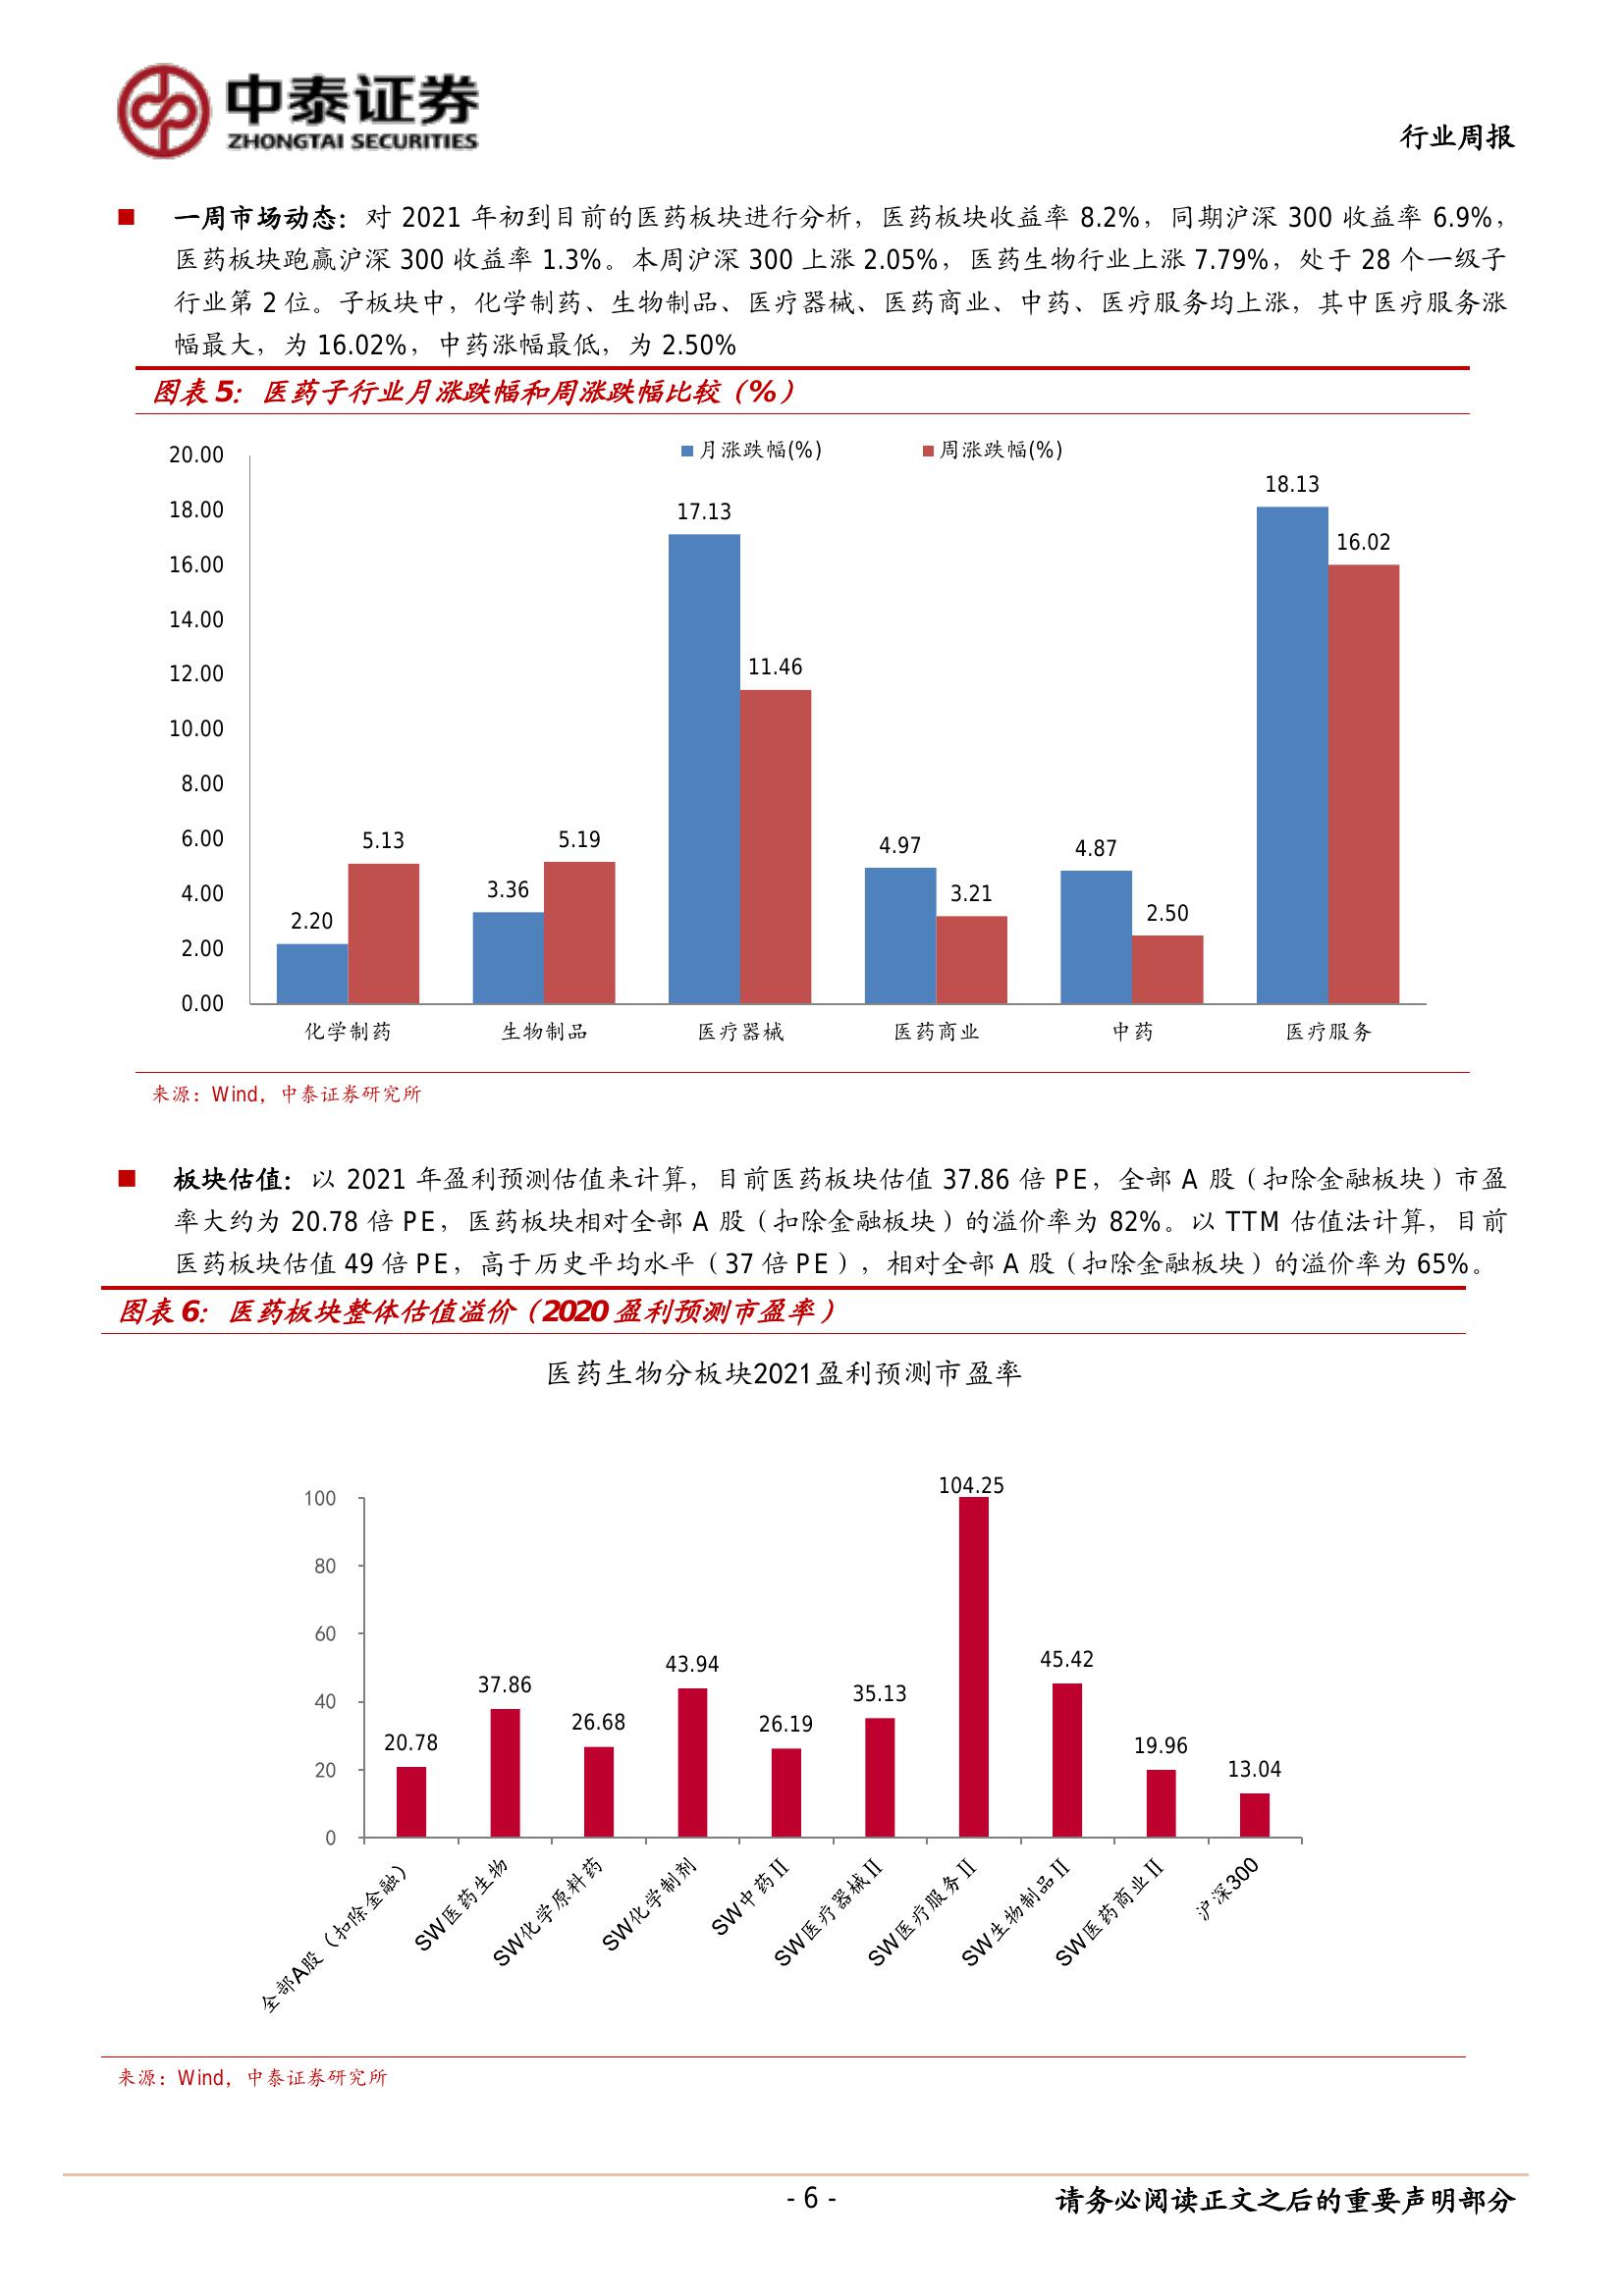 中泰证券
ZHONGTAI SECURITIES
行业周报
一周市场动态：对 2021 年初到目前的医药板块进行分析，医药板块收益率 8.2%，同期沪深 300 收益率 6.9%，
医药板块跑赢沪深 300 收益率 1.3%。本周沪深 300 上涨 2.05%，医药生物行业上涨 7.79%，处于 28 个一级子
行业第 2 位。子板块中，化学制药、生物制品、医疗器械、医药商业、中药、医疗服务均上涨，其中医疗服务涨
幅最大，为 16.02%，中药涨幅最低，为 2.50%
图表 5：医药子行业月涨跌幅和周涨跌幅比较（%）
月涨跌幅(%) 周涨跌幅(%)
20.00
18.00
16.00
14.00
12.00
10.00
8.00
6.00
4.00
2.00
0.00
2.20 5.13 3.36 5.19 17.13 11.46 4.97 3.21 4.87 2.50 18.13 16.02
化学制药 生物制品 医疗器械 医药商业 中药 医疗服务
来源：Wind，中泰证券研究所
板块估值：以 2021 年盈利预测估值来计算，目前医药板块估值 37.86 倍 PE，全部 A 股（扣除金融板块）市盈
率大约为 20.78 倍 PE，医药板块相对全部 A 股（扣除金融板块）的溢价率为 82%。以 TTM 估值法计算，目前
医药板块估值 49 倍 PE，高于历史平均水平（37 倍 PE），相对全部 A 股（扣除金融板块）的溢价率为 65%。
图表 6：医药板块整体估值溢价（2020 盈利预测市盈率）
医药生物分板块2021盈利预测市盈率
100
80
60
40
20
0
20.78 37.86 26.68 43.94 26.19 35.13 104.25 45.42 19.96 13.04
全部A股（扣除金融） SW医药生物 SW化学原料药 SW化学制剂 SW中药Ⅱ SW医疗器械Ⅱ SW医疗服务Ⅱ SW生物制品Ⅱ SW医药商业Ⅱ 沪深300
来源：Wind，中泰证券研究所
- 6 -
请务必阅读正文之后的重要声明部分